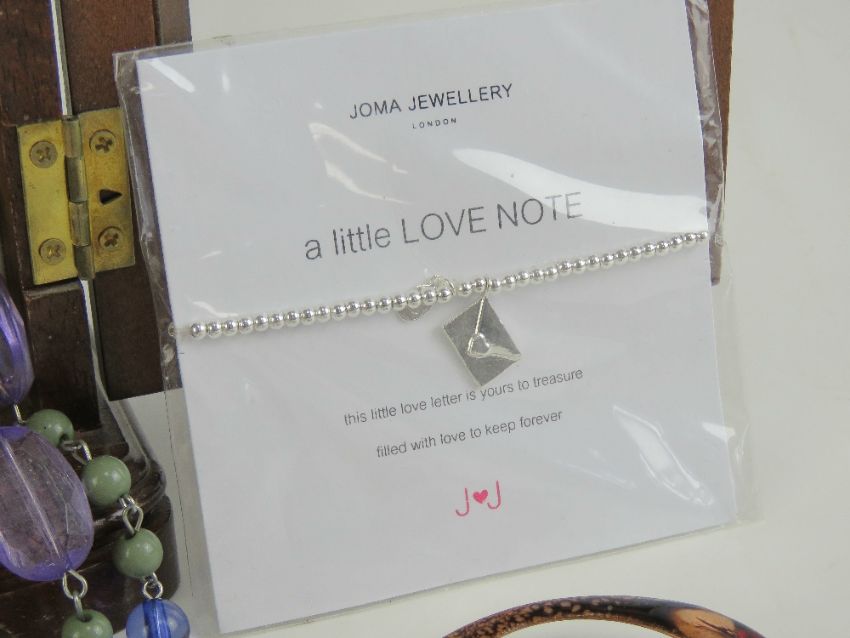 JOMA JEWELLERY
LONDON
a little LOVE NOTE
this little love letter is yours to treasure
filled with love to keep forever
J♥J